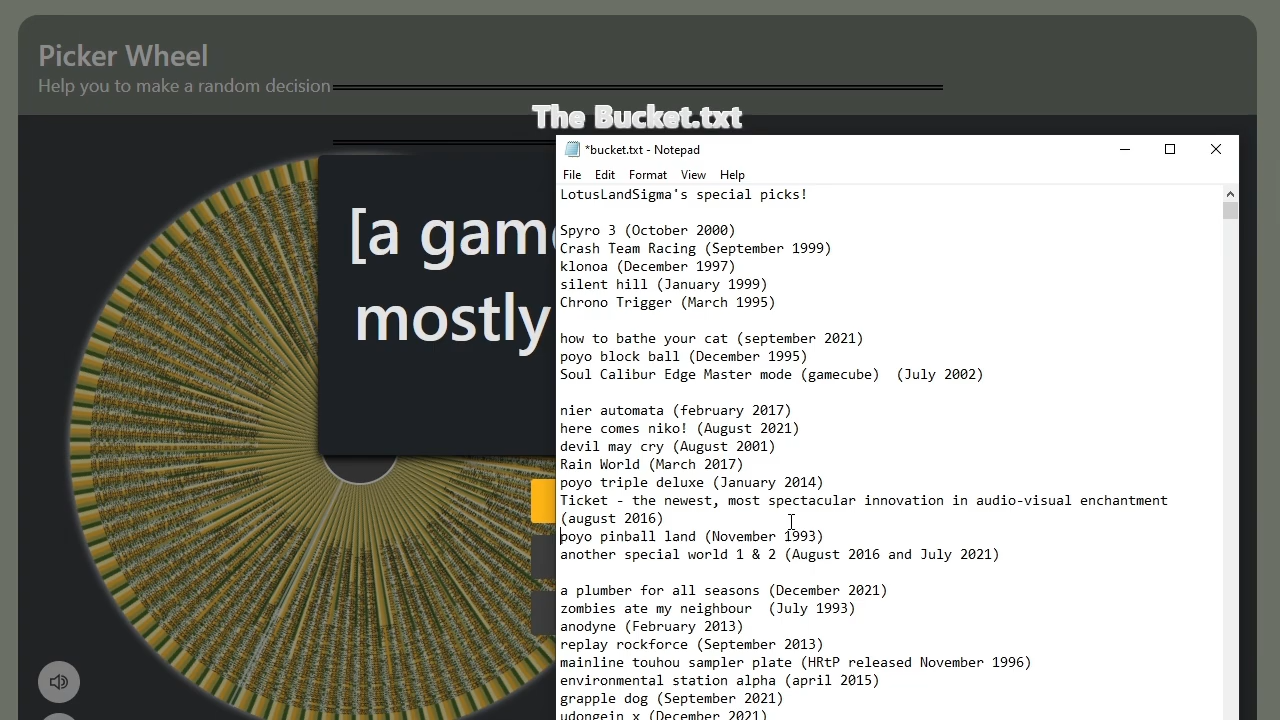 Picker Wheel
Help you to make a random decision
The Bucket.txt
[a gam
mostly
*bucket.txt - Notepad
File Edit Format View Help
LotusLandSigma's special picks!
Spyro 3 (October 2000)
Crash Team Racing (September 1999)
klonoa (December 1997)
silent hill (January 1999)
Chrono Trigger (March 1995)
how to bathe your cat (september 2021)
poyo block ball (December 1995)
Soul Calibur Edge Master mode (gamecube)  (July 2002)
nier automata (february 2017)
here comes niko! (August 2021)
devil may cry (August 2001)
Rain World (March 2017)
poyo triple deluxe (January 2014)
Ticket - the newest, most spectacular innovation in audio-visual enchantment
(august 2016)
poyo pinball land (November 1993)
another special world 1 & 2 (August 2016 and July 2021)
a plumber for all seasons (December 2021)
zombies ate my neighbour  (July 1993)
anodyne (February 2013)
replay rockforce (September 2013)
mainline touhou sampler plate (HRtP released November 1996)
environmental station alpha (april 2015)
grapple dog (September 2021)
udongein x (December 2021)